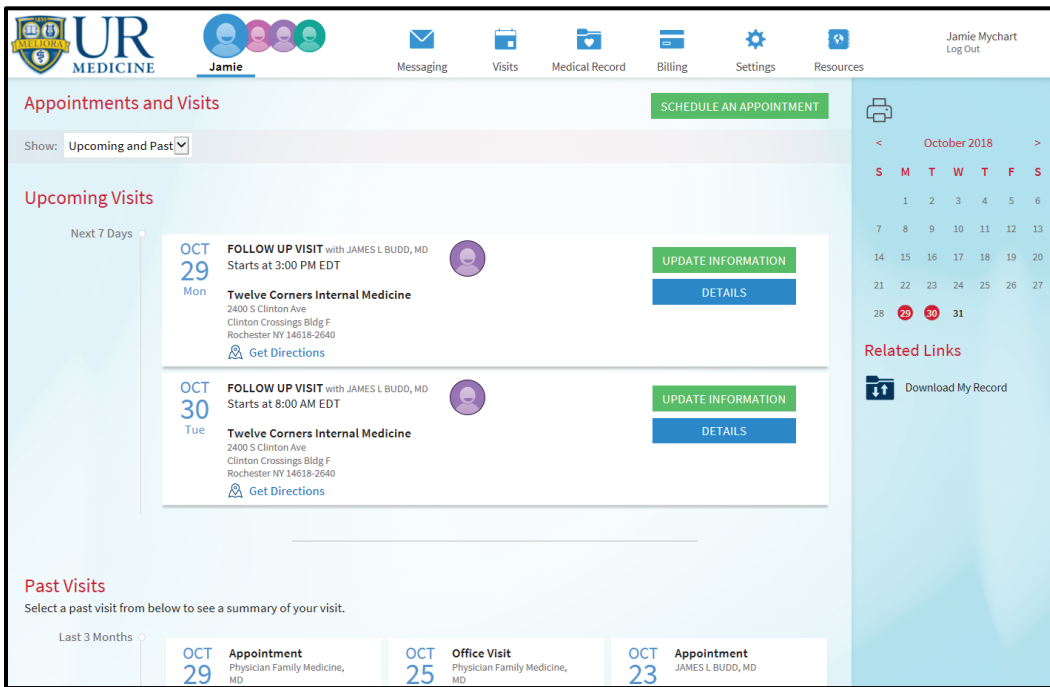 MELIORA
UR
MEDICINE
Jamie
Messaging
Visits
Medical Record
Billing
Settings
Resources
Jamie Mychart
Log Out
Appointments and Visits
SCHEDULE AN APPOINTMENT
Show: Upcoming and Past
Upcoming Visits
Next 7 Days
OCT
29
Mon
FOLLOW UP VISIT with JAMES L BUDD, MD
Starts at 3:00 PM EDT
Twelve Corners Internal Medicine
2400 S Clinton Ave
Clinton Crossings Bldg F
Rochester NY 14618-2640
Get Directions
UPDATE INFORMATION
DETAILS
OCT
30
Tue
FOLLOW UP VISIT with JAMES L BUDD, MD
Starts at 8:00 AM EDT
Twelve Corners Internal Medicine
2400 S Clinton Ave
Clinton Crossings Bldg F
Rochester NY 14618-2640
Get Directions
UPDATE INFORMATION
DETAILS
Past Visits
Select a past visit from below to see a summary of your visit.
Last 3 Months
OCT
29
Appointment
Physician Family Medicine,
MD
OCT
25
Office Visit
Physician Family Medicine,
MD
OCT
23
Appointment
JAMES L BUDD, MD
< October 2018 >
S M T W T F S
1 2 3 4 5 6
7 8 9 10 11 12 13
14 15 16 17 18 19 20
21 22 23 24 25 26 27
28 29 30 31
Related Links
Download My Record